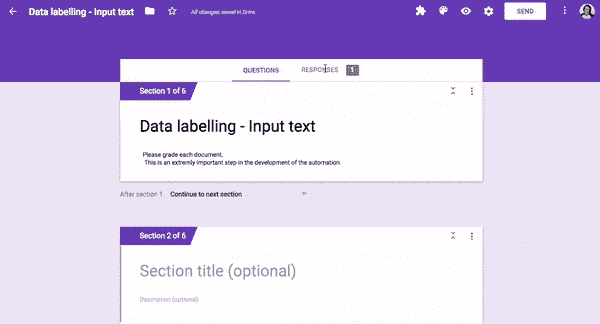 Data labelling - Input text All changes saved in Drive SEND
QUESTIONS RESPONSES 1
Section 1 of 6
Data labelling - Input text
Please grade each document.
This is an extremly important step in the development of the automation.
After section 1 Continue to next section
Section 2 of 6
Section title (optional)
Description (optional)